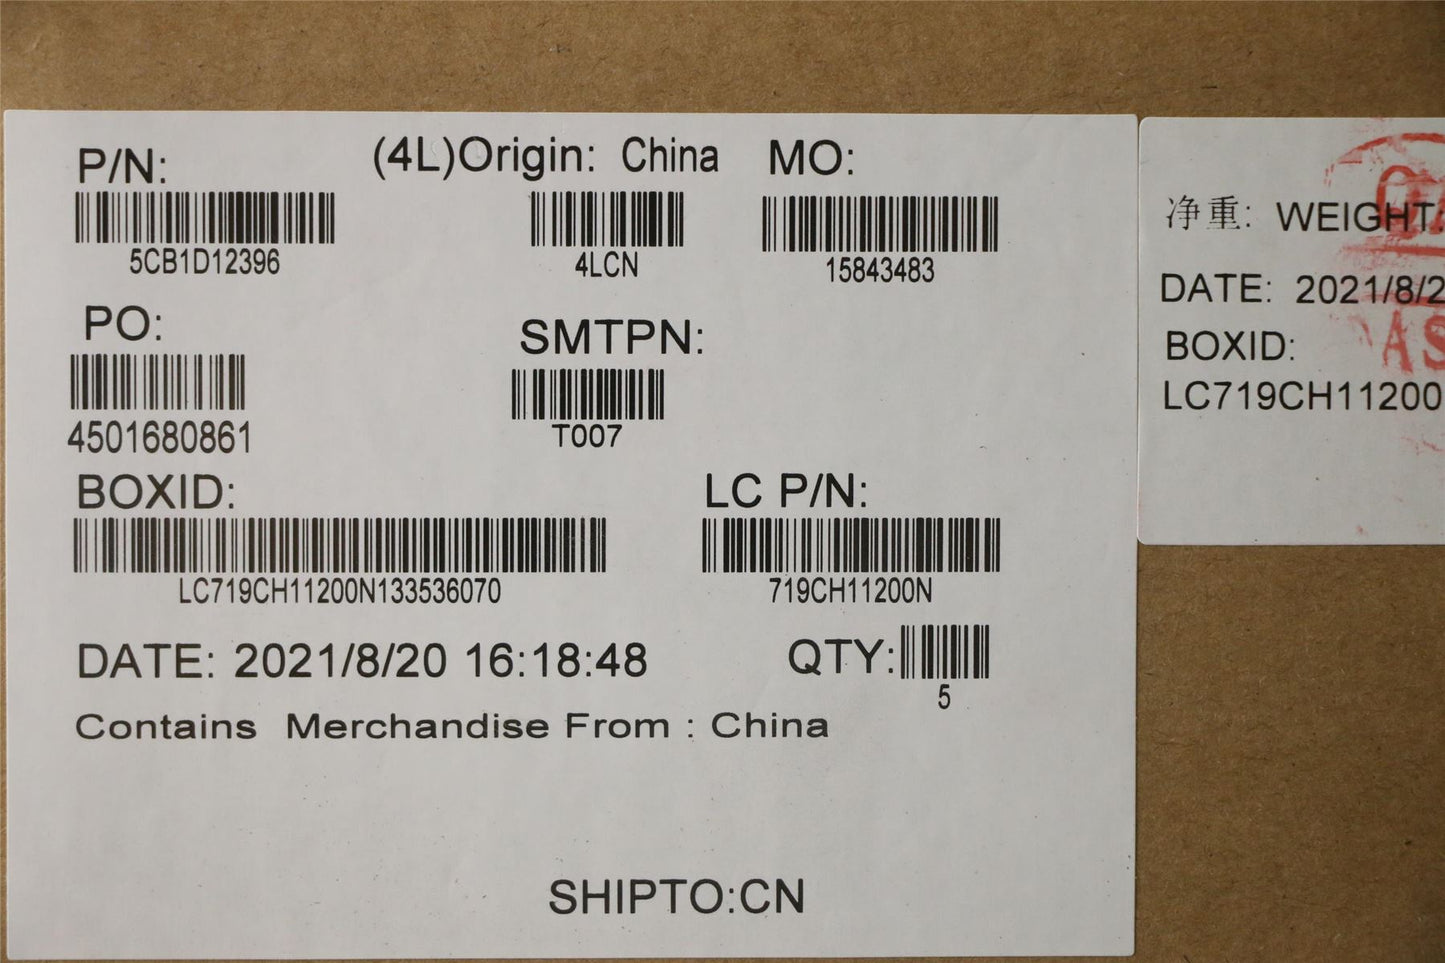 P/N:
5CB1D12396
(4L)Origin: China
4LCN
MO:
15843483
PO:
4501680861
SMTPN:
T007
BOXID:
LC719CH11200N133536070
LC P/N:
719CH11200N
DATE: 2021/8/20 16:18:48
QTY:
5
Contains Merchandise From : China
SHIPTO:CN
净重: WEIGHT:
DATE: 2021/8/2
BOXID:
LC719CH11200
AS